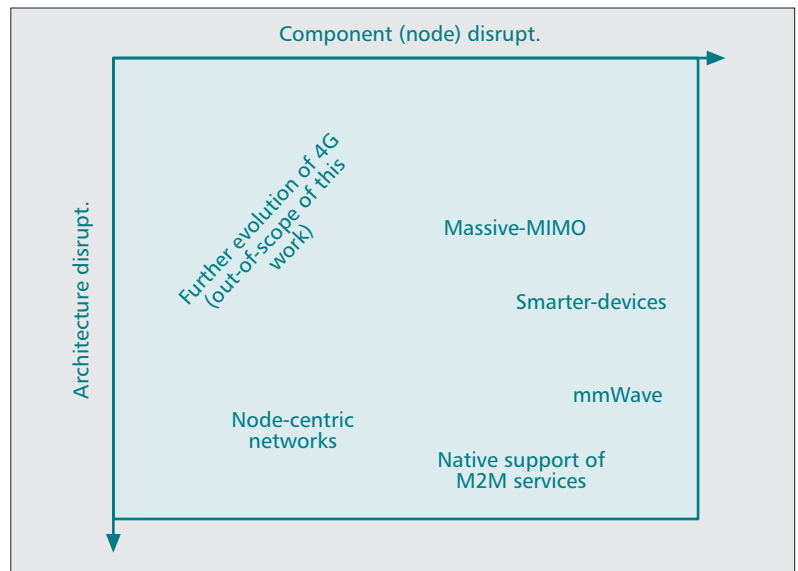 Component (node) disrupt.
Architecture disrupt.
Further evolution of 4G
(out-of-scope of this
work)
Massive-MIMO
Smarter-devices
mmWave
Node-centric
networks
Native support of
M2M services